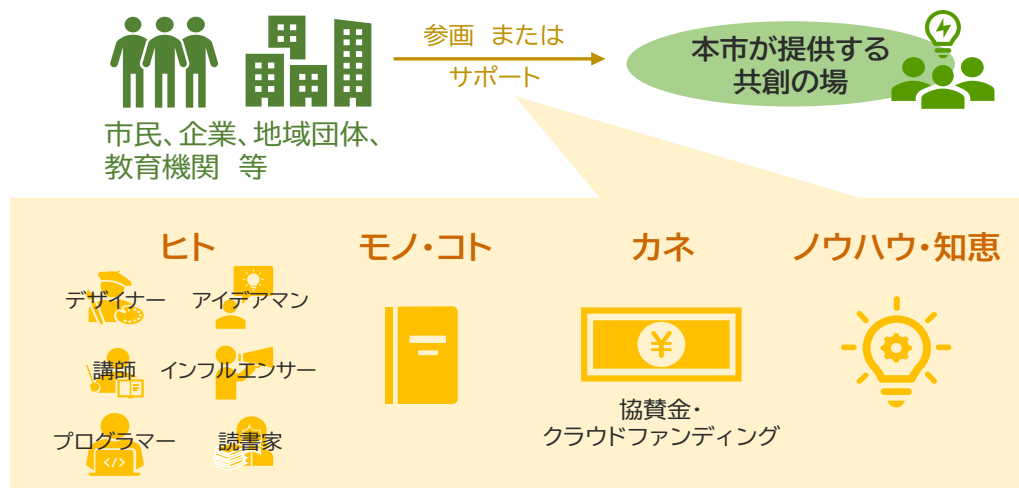 参画 または
サポート
本市が提供する
共創の場
市民、企業、地域団体、
教育機関 等
ヒト
モノ・コト
カネ
ノウハウ・知恵
デザイナー
アイデアマン
講師
インフルエンサー
プログラマー
読書家
</>
¥
協賛金・
クラウドファンディング